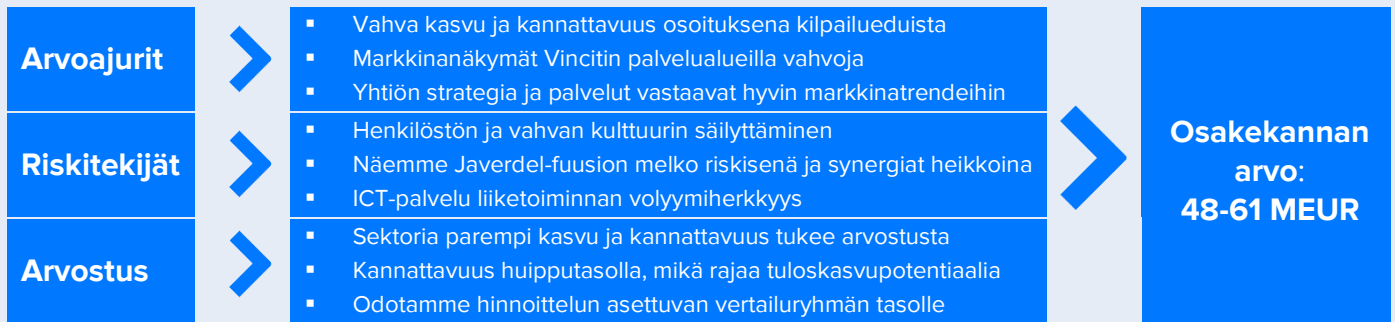 Arvoajurit
▪ Vahva kasvu ja kannattavuus osoituksena kilpailueduista
▪ Markkinanäkymät Vincitin palvelualueilla vahvoja
▪ Yhtiön strategia ja palvelut vastaavat hyvin markkinatrendeihin
Riskitekijät
▪ Henkilöstön ja vahvan kulttuurin säilyttäminen
▪ Näemme Javerdel-fuusion melko riskisenä ja synergiat heikkoina
▪ ICT-palvelu liiketoiminnan volyymiherkkyys
Arvostus
▪ Sektoria parempi kasvu ja kannattavuus tukee arvostusta
▪ Kannattavuus huipputasolla, mikä rajaa tuloskasvupotentiaalia
▪ Odotamme hinnoittelun asettuvan vertailuryhmän tasolle
Osakekannan
arvo:
48-61 MEUR